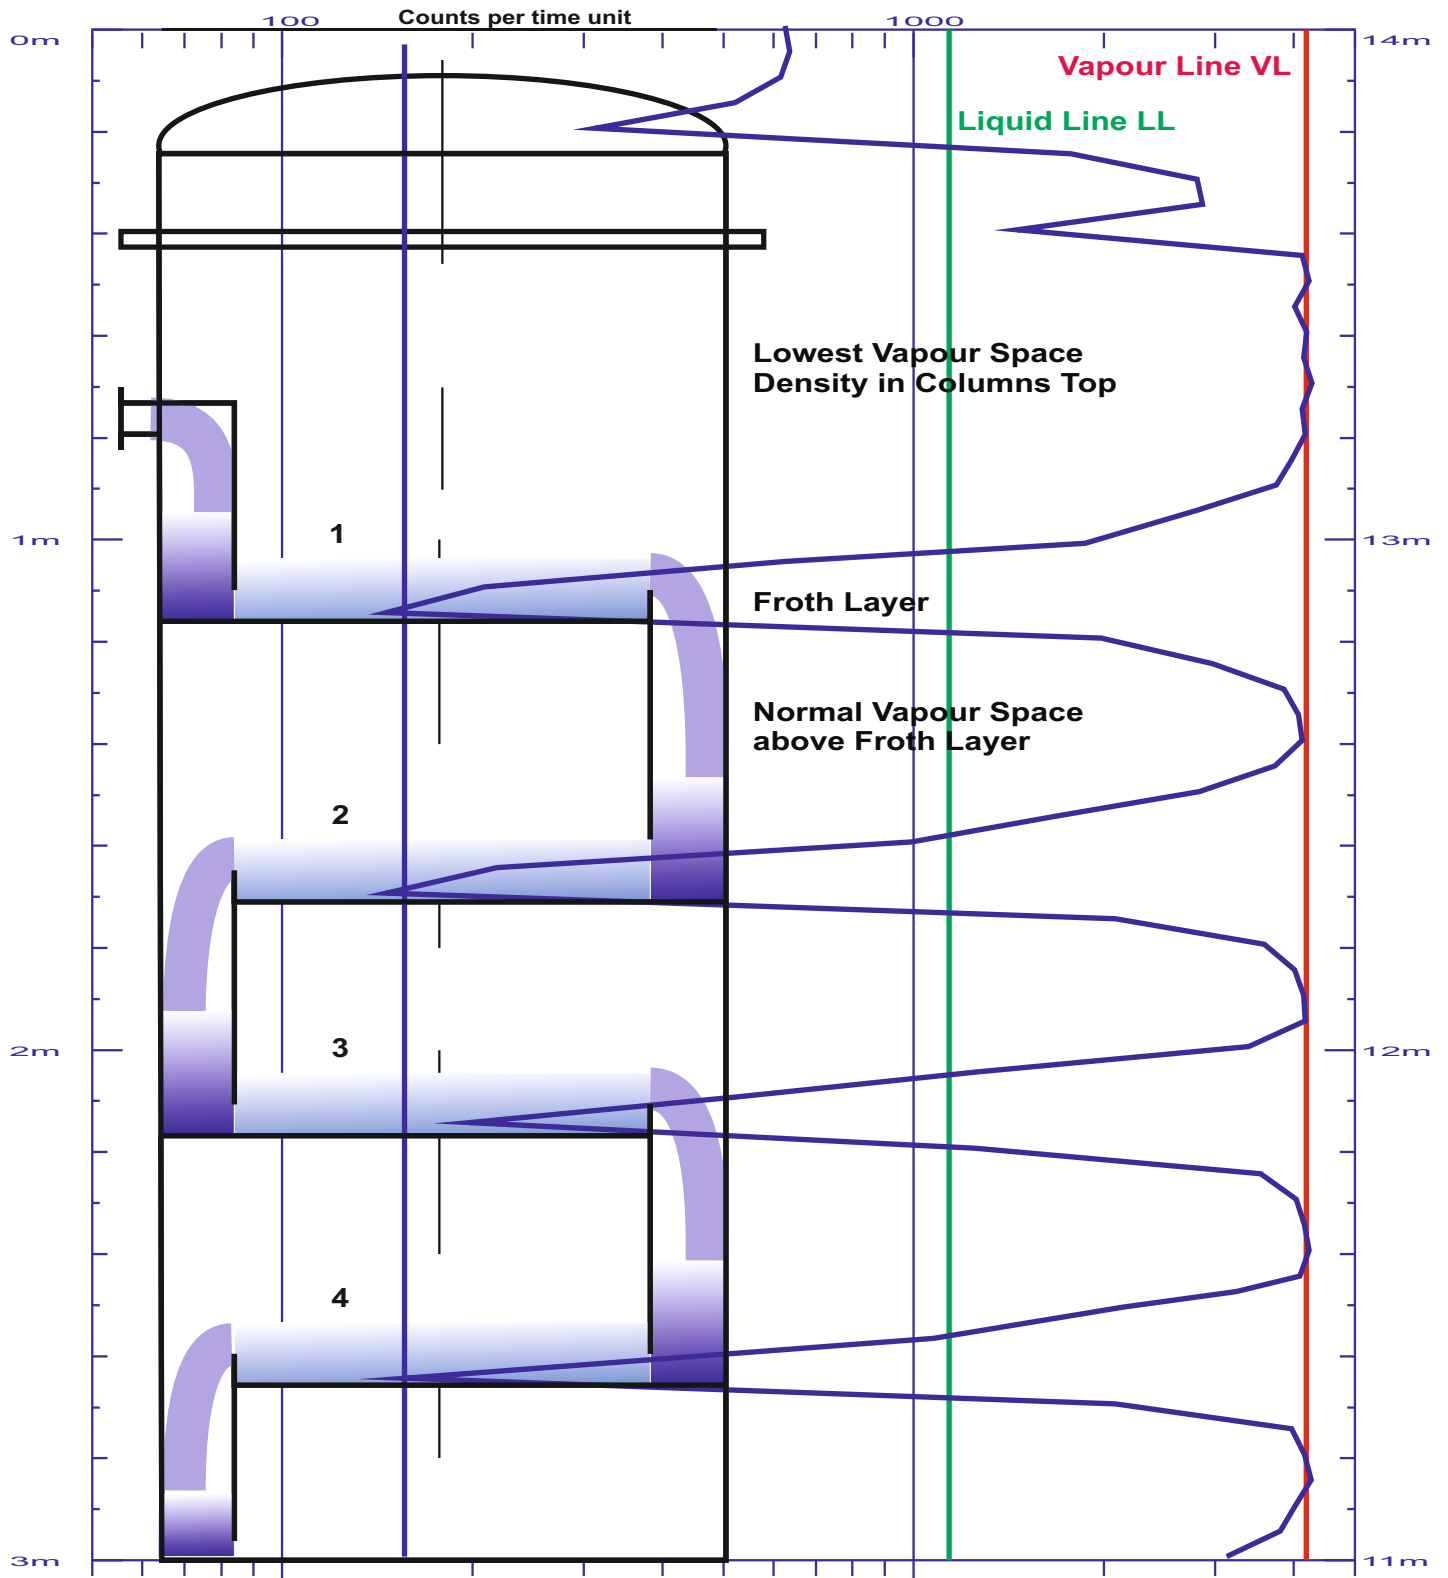 Counts per time unit
100
1000
0m
14m
Vapour Line VL
Liquid Line LL
Lowest Vapour Space
Density in Columns Top
1
1m
13m
Froth Layer
Normal Vapour Space
above Froth Layer
2
3
2m
12m
4
3m
11m